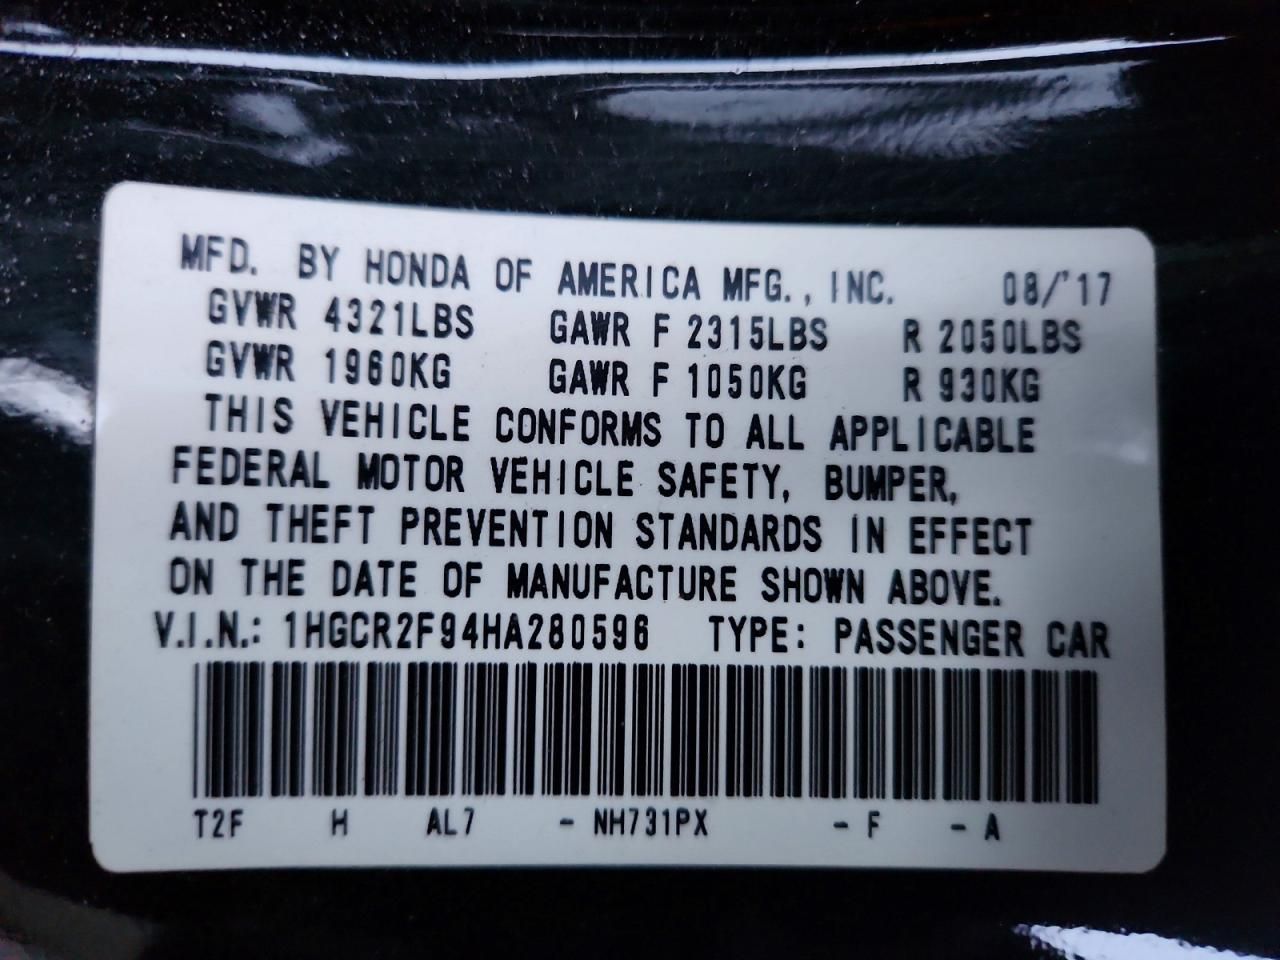 MFD. BY HONDA OF AMERICA MFG., INC. 08/'17
GVWR 4321LBS GAWR F 2315LBS R 2050LBS
GVWR 1960KG GAWR F 1050KG R 930KG
THIS VEHICLE CONFORMS TO ALL APPLICABLE
FEDERAL MOTOR VEHICLE SAFETY, BUMPER,
AND THEFT PREVENTION STANDARDS IN EFFECT
ON THE DATE OF MANUFACTURE SHOWN ABOVE.
V.I.N.: 1HGCR2F94HA280596 TYPE: PASSENGER CAR
T2F H AL7 - NH731PX - F - A